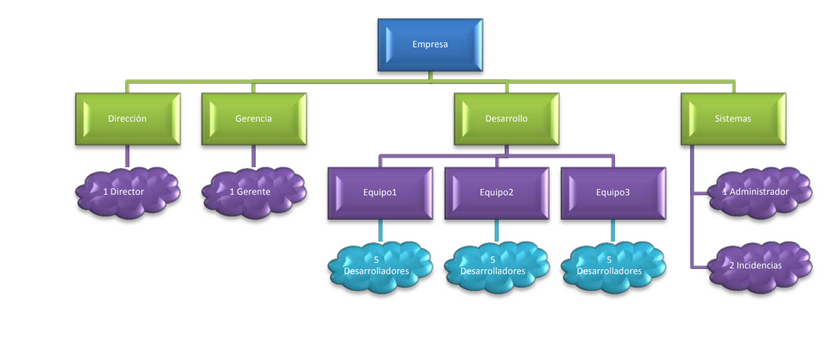 Empresa
Dirección
Gerencia
Desarrollo
Sistemas
1 Director
1 Gerente
Equipo1
Equipo2
Equipo3
1 Administrador
5
Desarrolladores
5
Desarrolladores
5
Desarrolladores
2 Incidencias